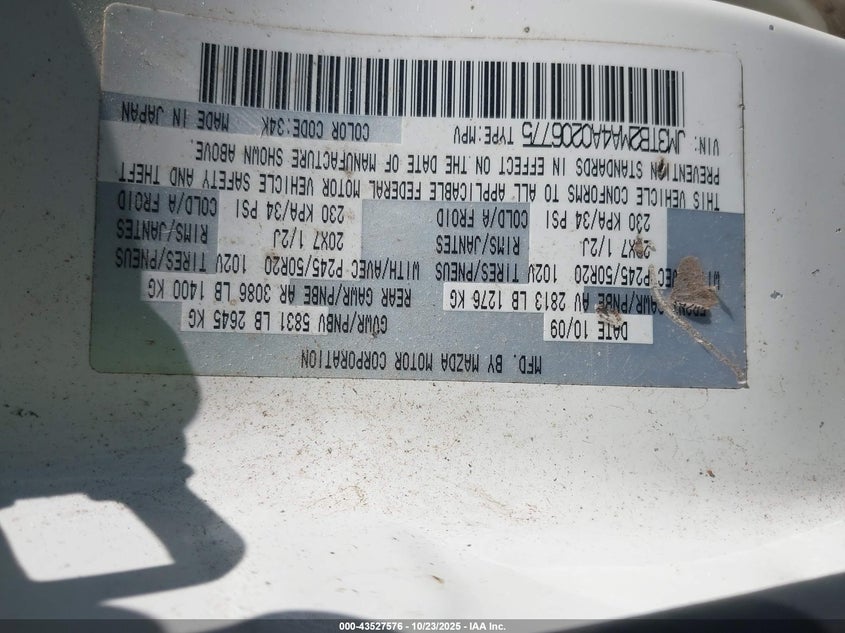 MFD. BY MAZDA MOTOR CORPORATION
DATE 10/09 GVWR/PNBV 5831 LB 2645 KG
GAWR/PNBE AV 2813 LB 1276 KG REAR GAWR/PNBE AR 3086 LB 1400 KG
P245/50R20 102V TIRES/PNEUS WITH/AVEC P245/50R20 102V TIRES/PNEUS
20X7 1/2J RIMS/JANTES 20X7 1/2J RIMS/JANTES
230 KPA/34 PSI COLD/A FROID 230 KPA/34 PSI COLD/A FROID
THIS VEHICLE CONFORMS TO ALL APPLICABLE FEDERAL MOTOR VEHICLE SAFETY AND THEFT
PREVENTION STANDARDS IN EFFECT ON THE DATE OF MANUFACTURE SHOWN ABOVE.
VIN: JM3TB2MA4A0206775 TYPE:MPV COLOR CODE:34K MADE IN JAPAN
000-43527576 - 10/23/2025 - IAA Inc.